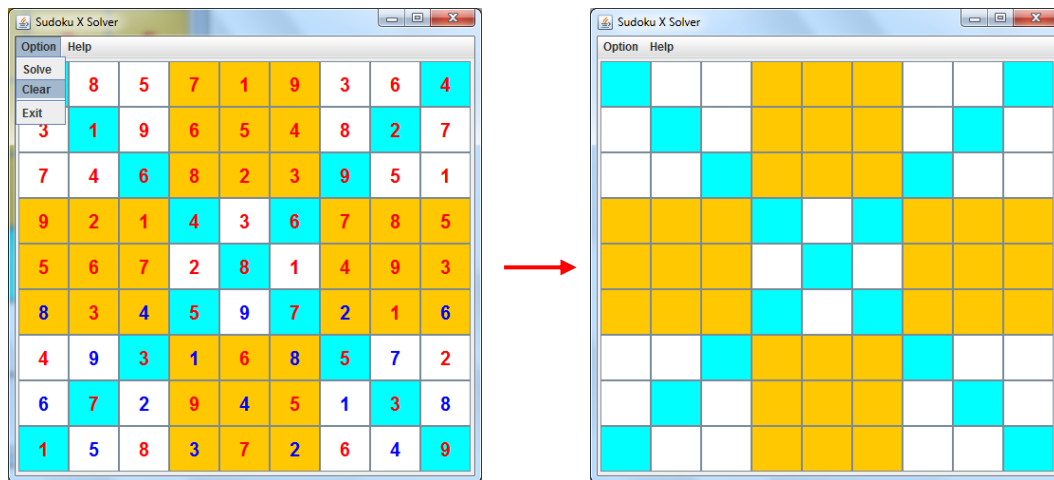 Sudoku X Solver
Option Help
Solve
Clear
Exit
8 5 7 1 9 3 6 4
3 1 9 6 5 4 8 2 7
7 4 6 8 2 3 9 5 1
9 2 1 4 3 6 7 8 5
5 6 7 2 8 1 4 9 3
8 3 4 5 9 7 2 1 6
4 9 3 1 6 8 5 7 2
6 7 2 9 4 5 1 3 8
1 5 8 3 7 2 6 4 9
Sudoku X Solver
Option Help